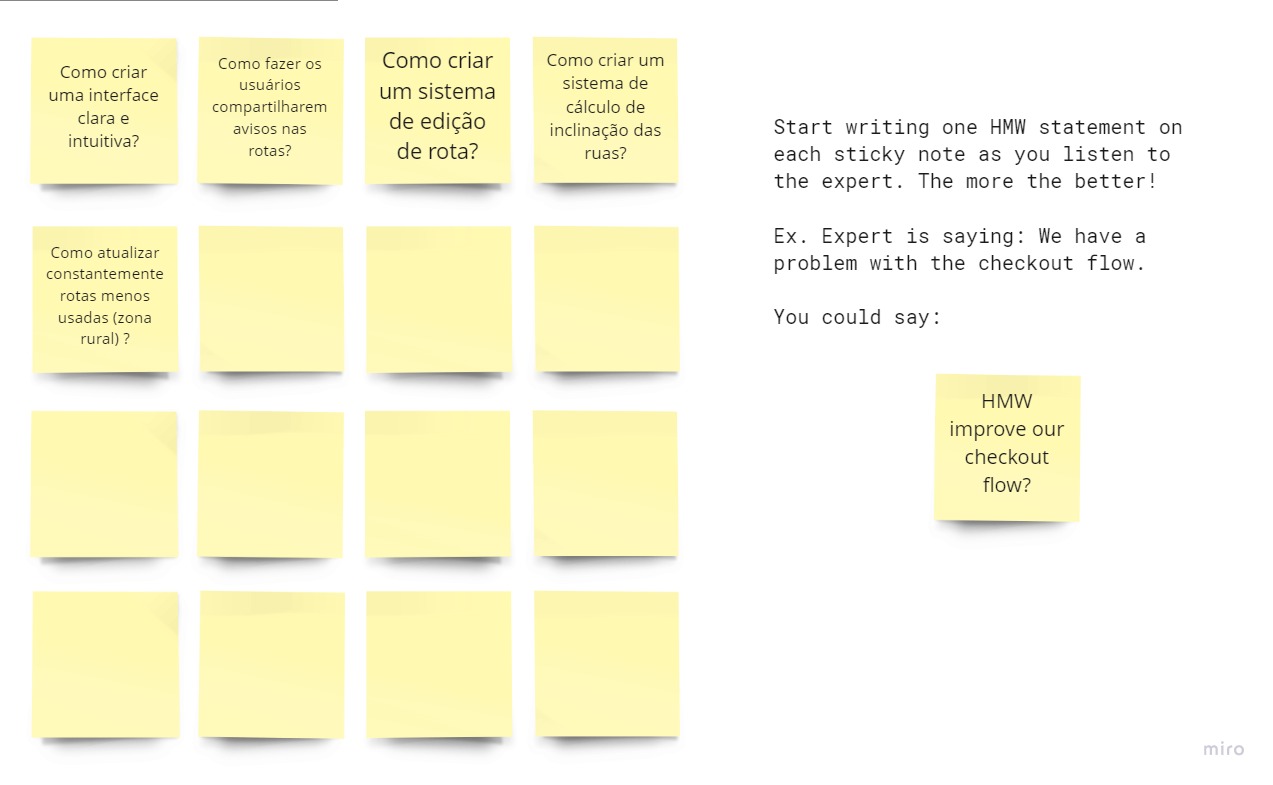 Como criar
uma interface
clara e
intuitiva?
Como fazer os
usuários
compartilharem
avisos nas
rotas?
Como criar
um sistema
de edição
de rota?
Como criar um
sistema de
cálculo de
inclinação das
ruas?
Como atualizar
constantemente
rotas menos
usadas (zona
rural) ?
Start writing one HMW statement on
each sticky note as you listen to
the expert. The more the better!
Ex. Expert is saying: We have a
problem with the checkout flow.
You could say:
HMW
improve our
checkout
flow?
miro